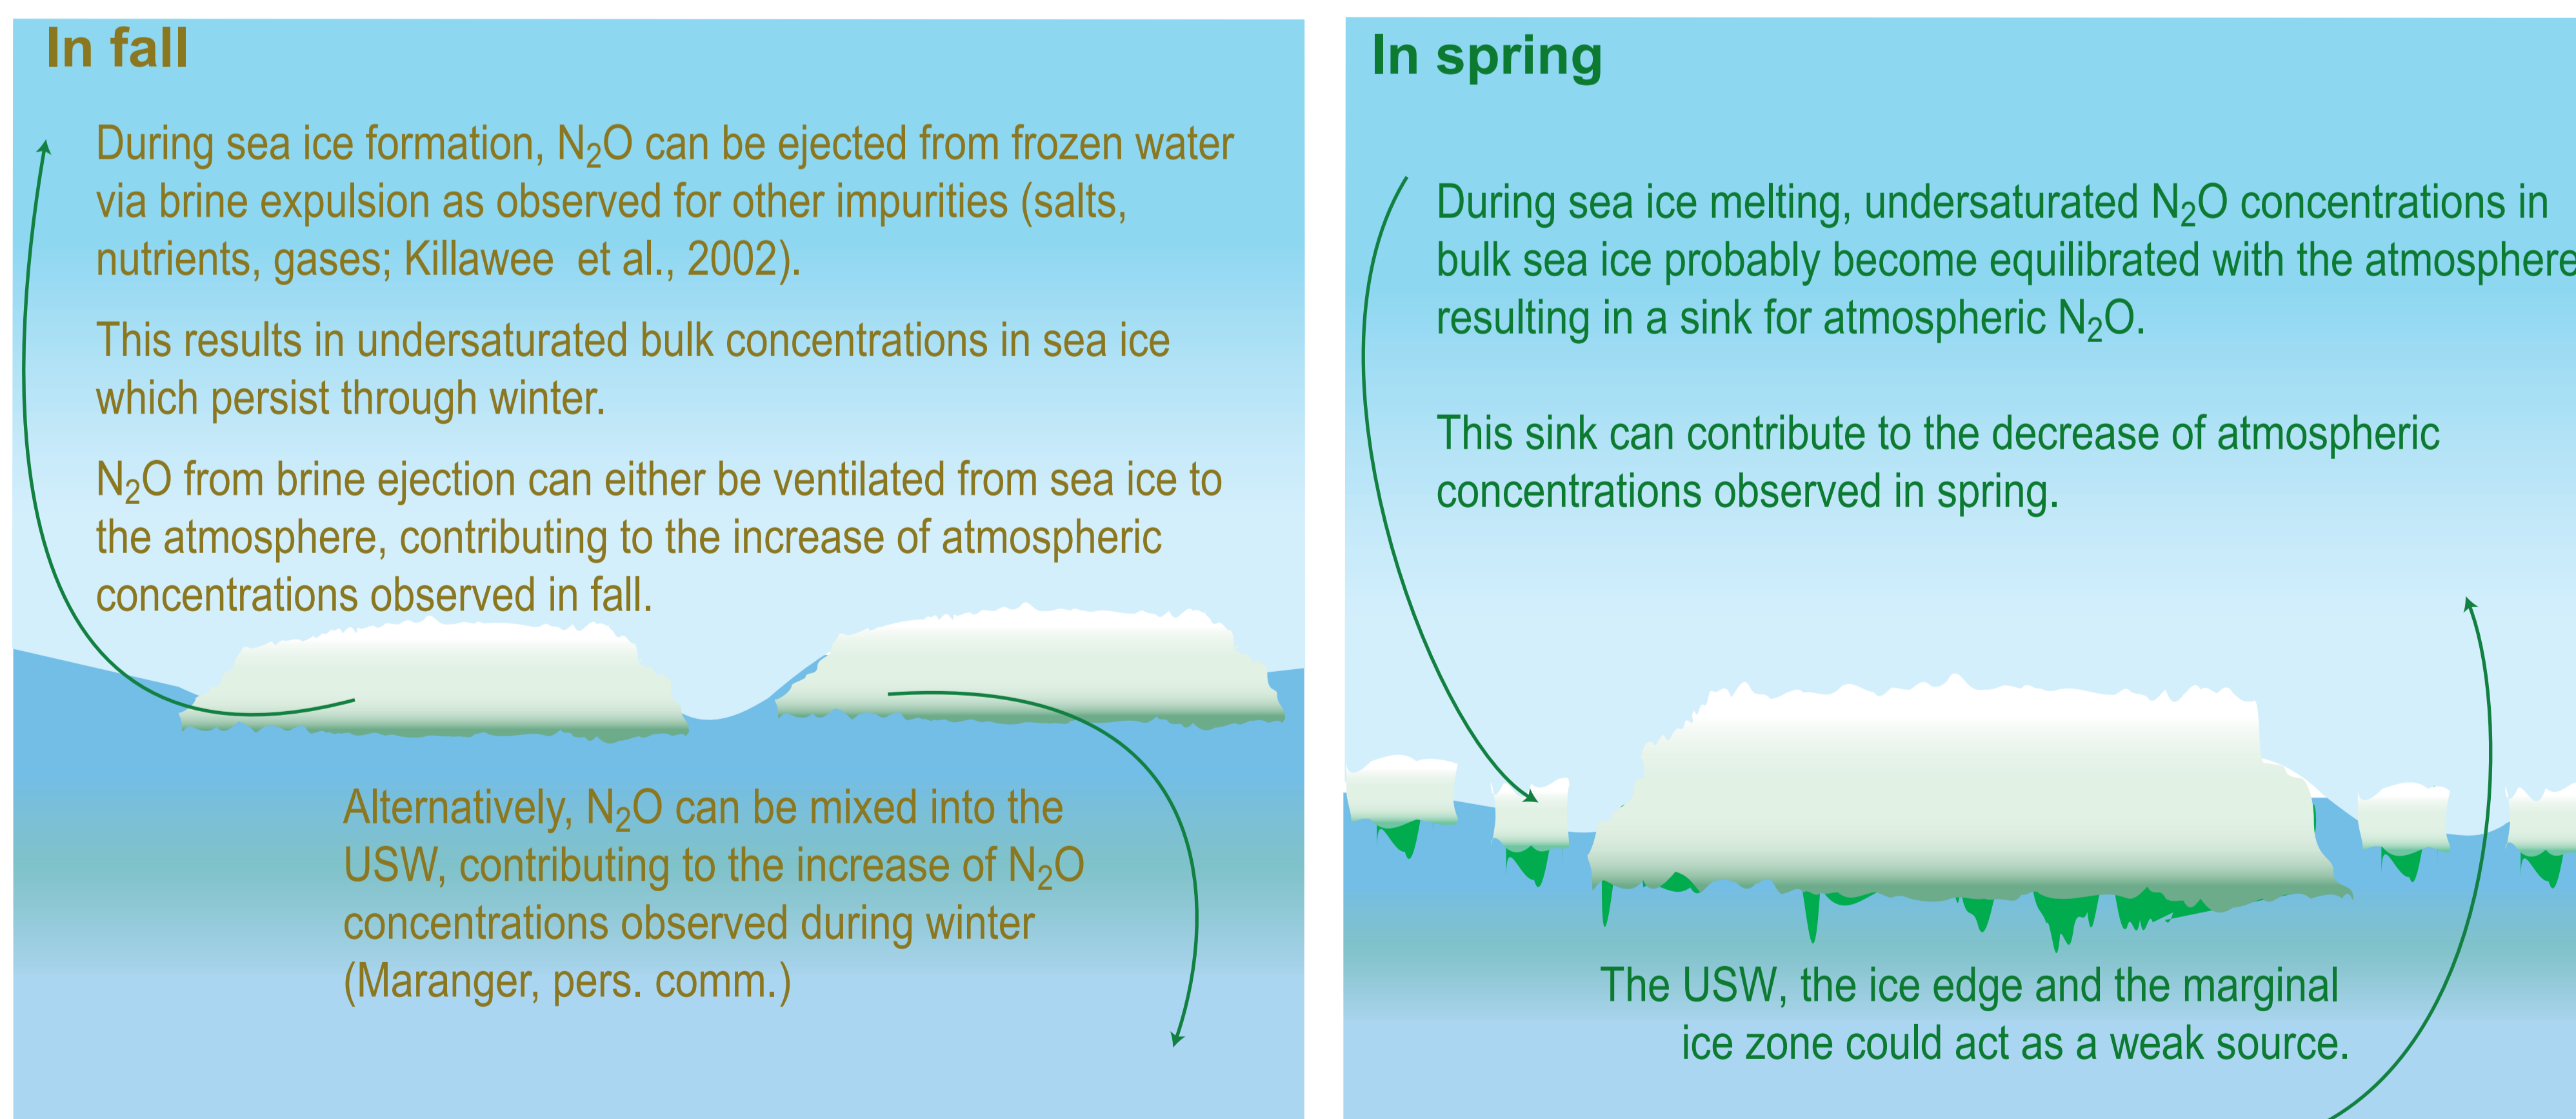 In fall
During sea ice formation, N₂O can be ejected from frozen water
via brine expulsion as observed for other impurities (salts,
nutrients, gases; Killawee et al., 2002).
This results in undersaturated bulk concentrations in sea ice
which persist through winter.
N₂O from brine ejection can either be ventilated from sea ice to
the atmosphere, contributing to the increase of atmospheric
concentrations observed in fall.
Alternatively, N₂O can be mixed into the
USW, contributing to the increase of N₂O
concentrations observed during winter
(Maranger, pers. comm.)
In spring
During sea ice melting, undersaturated N₂O concentrations in
bulk sea ice probably become equilibrated with the atmosphere
resulting in a sink for atmospheric N₂O.
This sink can contribute to the decrease of atmospheric
concentrations observed in spring.
The USW, the ice edge and the marginal
ice zone could act as a weak source.